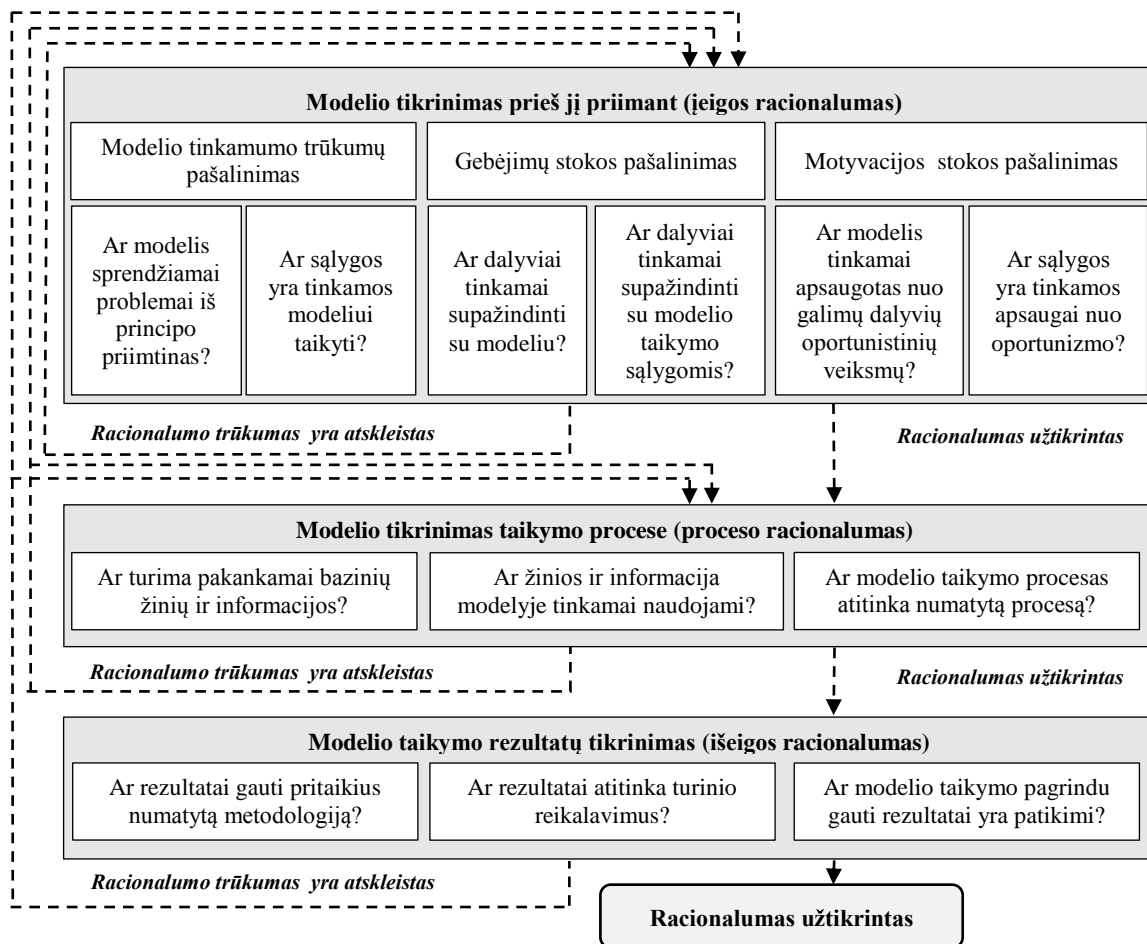 Modelio tikrinimas prieš jį priimant (įeigos racionalumas)
Modelio tinkamumo trūkumų
pašalinimas
Gebėjimų stokos pašalinimas
Motyvacijos stokos pašalinimas
Ar modelis
sprendžiamai
problemai iš
principo
priimtinas?
Ar sąlygos
yra tinkamos
modeliui
taikyti?
Ar dalyviai
tinkamai
supažindinti
su modeliu?
Ar dalyviai
tinkamai
supažindinti
su modelio
taikymo
sąlygomis?
Ar modelis
tinkamai
apsaugotas nuo
galimų dalyvių
oportunistinių
veiksmų?
Ar sąlygos
yra tinkamos
apsaugai nuo
oportunizmo?
Racionalumo trūkumas yra atskleistas
Racionalumas užtikrintas
Modelio tikrinimas taikymo procese (proceso racionalumas)
Ar turima pakankamai bazinių
žinių ir informacijos?
Ar žinios ir informacija
modelyje tinkamai naudojami?
Ar modelio taikymo procesas
atitinka numatytą procesą?
Racionalumo trūkumas yra atskleistas
Racionalumas užtikrintas
Modelio taikymo rezultatų tikrinimas (išeigos racionalumas)
Ar rezultatai gauti pritaikius
numatytą metodologiją?
Ar rezultatai atitinka turinio
reikalavimus?
Ar modelio taikymo pagrindu
gauti rezultatai yra patikimi?
Racionalumo trūkumas yra atskleistas
Racionalumas užtikrintas